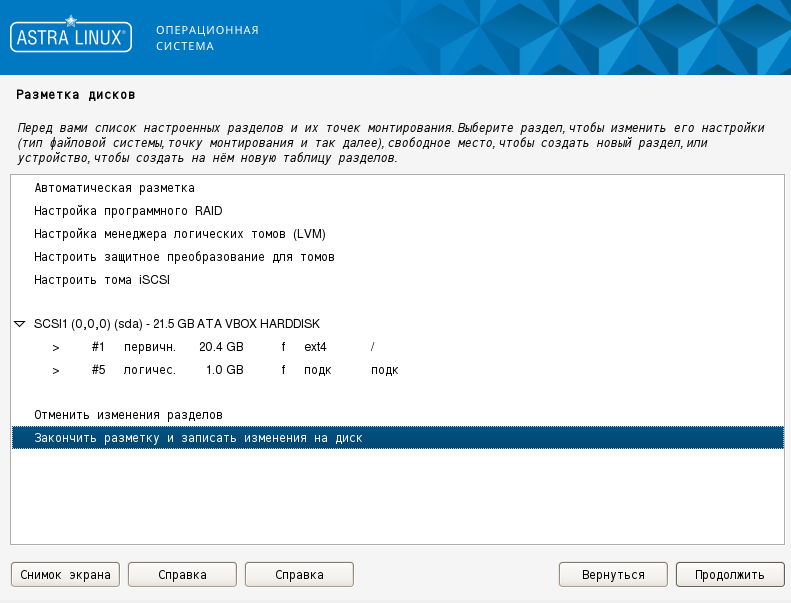 ASTRA LINUX®
ОПЕРАЦИОННАЯ
СИСТЕМА
Разметка дисков
Перед вами список настроенных разделов и их точек монтирования. Выберите раздел, чтобы изменить его настройки
(тип файловой системы, точку монтирования и так далее), свободное место, чтобы создать новый раздел, или
устройство, чтобы создать на нём новую таблицу разделов.
Автоматическая разметка
Настройка программного RAID
Настройка менеджера логических томов (LVM)
Настроить защитное преобразование для томов
Настроить тома iSCSI
SCSI1 (0,0,0) (sda) - 21.5 GB ATA VBOX HARDDISK
> #1 первичн. 20.4 GB f ext4 /
> #5 логичес. 1.0 GB f подк подк
Отменить изменения разделов
Закончить разметку и записать изменения на диск
Снимок экрана Справка Справка Вернуться Продолжить